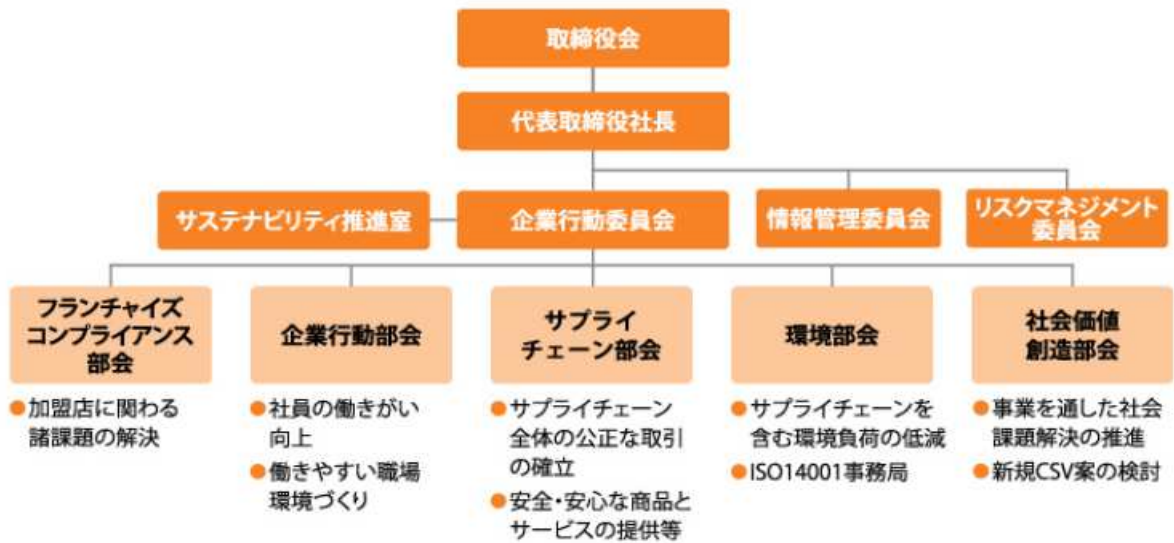 取締役会
代表取締役社長
サステナビリティ推進室
企業行動委員会
情報管理委員会
リスクマネジメント
委員会
フランチャイズ
コンプライアンス
部会
●加盟店に関わる
諸課題の解決
企業行動部会
●社員の働きがい
向上
●働きやすい職場
環境づくり
サプライ
チェーン部会
●サプライチェーン
全体の公正な取引
の確立
●安全・安心な商品と
サービスの提供等
環境部会
●サプライチェーンを
含む環境負荷の低減
●ISO14001事務局
社会価値
創造部会
●事業を通した社会
課題解決の推進
●新規CSV案の検討